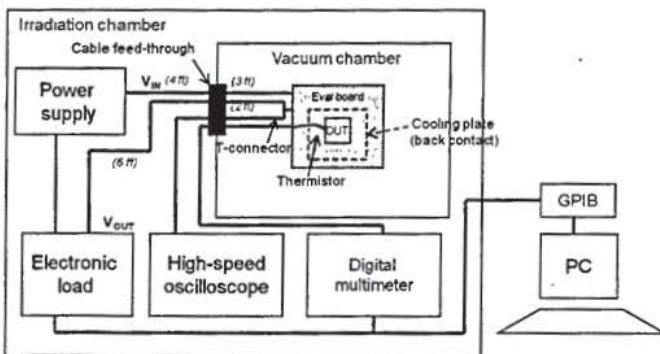 Irradiation chamber
Cable feed-through
Vacuum chamber
V_IN (4 ft)
(3 ft)
Power
supply
Eval board
(2 ft)
DUT
Cooling plate
(back contact)
T-connector
Thermistor
(6 ft)
V_OUT
GPIB
Electronic
load
High-speed
oscilloscope
Digital
multimeter
PC